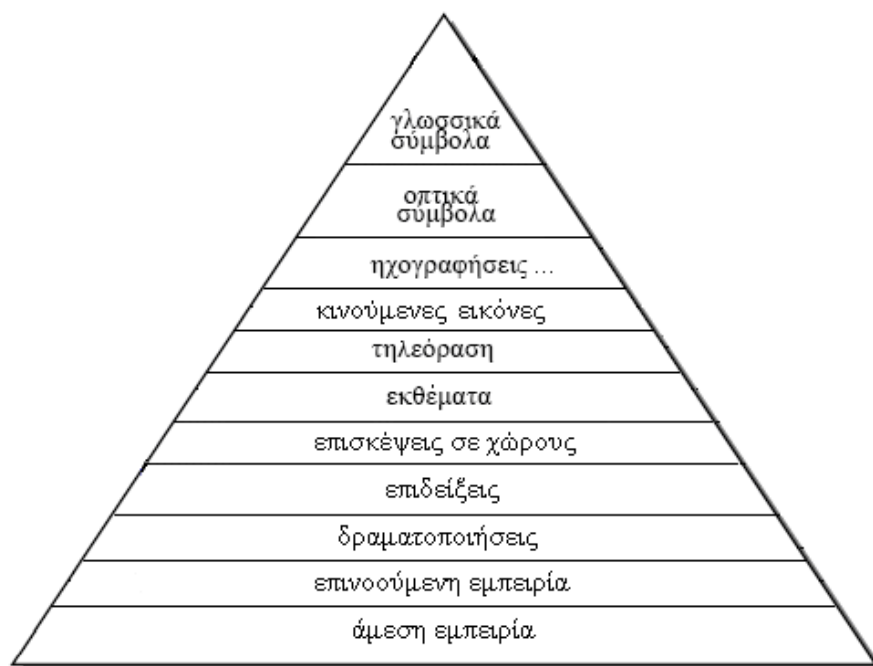 γλωσσικά
σύμβολα
οπτικά
σύμβολα
ηχογραφήσεις ...
κινούμενες εικόνες
τηλεόραση
εκθέματα
επισκέψεις σε χώρους
επιδείξεις
δραματοποιήσεις
επινοούμενη εμπειρία
άμεση εμπειρία